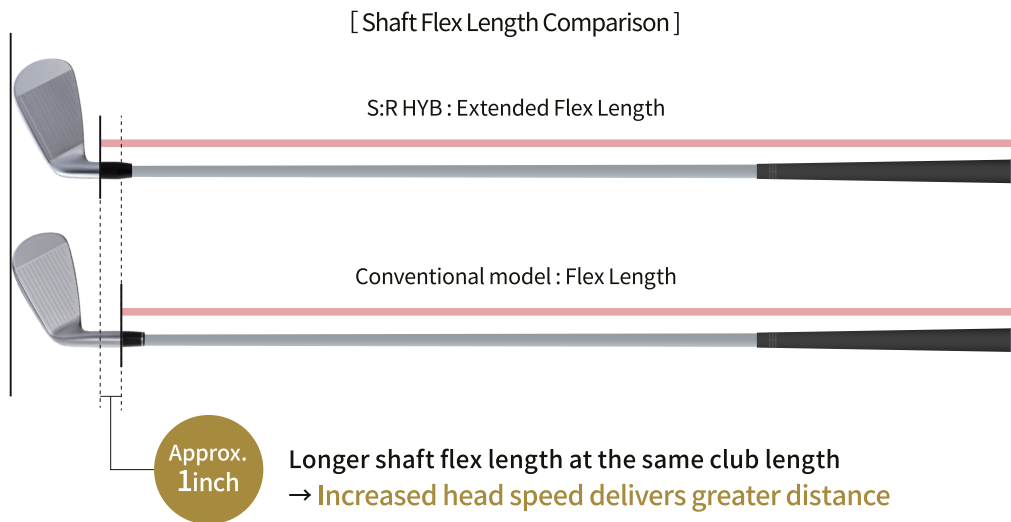 [ Shaft Flex Length Comparison ]
S:R HYB : Extended Flex Length
Conventional model : Flex Length
Approx.
1inch
Longer shaft flex length at the same club length
→ Increased head speed delivers greater distance